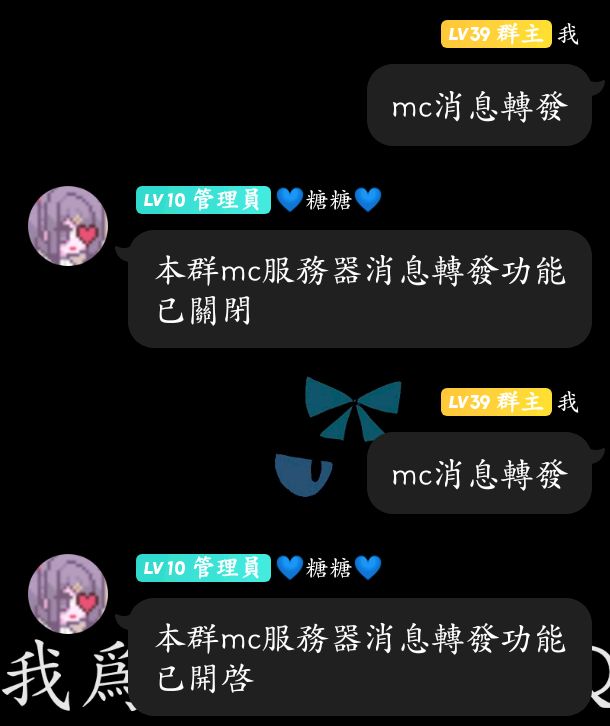 LV39 群主 我
mc消息轉發
LV10 管理員 💙糖糖💙
本群mc服務器消息轉發功能
已關閉
LV39 群主 我
mc消息轉發
LV10 管理員 💙糖糖💙
本群mc服務器消息轉發功能
已開啓
我爲